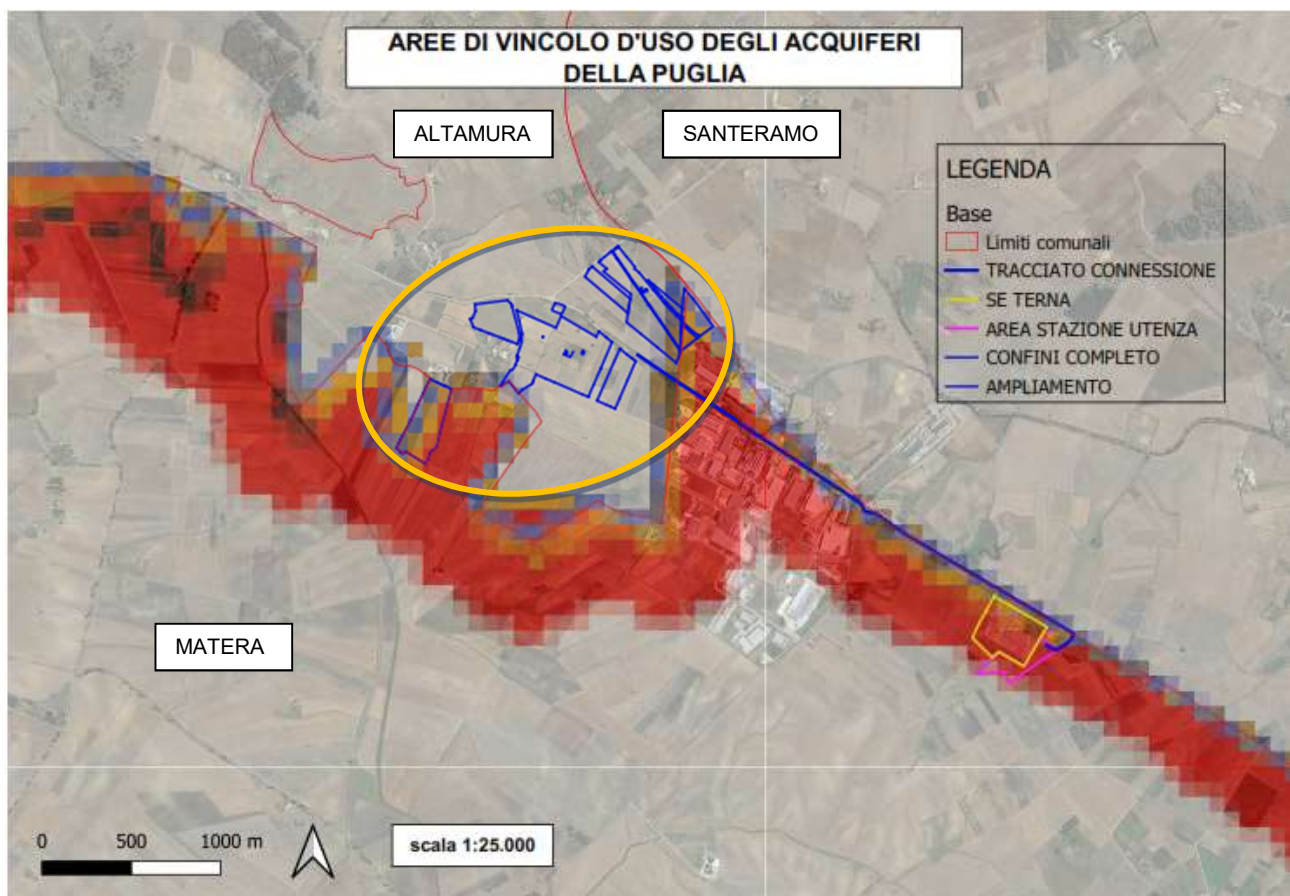 AREE DI VINCOLO D'USO DEGLI ACQUIFERI
DELLA PUGLIA
ALTAMURA
SANTERAMO
LEGENDA
Base
Limiti comunali
TRACCIATO CONNESSIONE
SE TERNA
AREA STAZIONE UTENZA
CONFINI COMPLETO
AMPLIAMENTO
MATERA
0 500 1000 m
scala 1:25.000